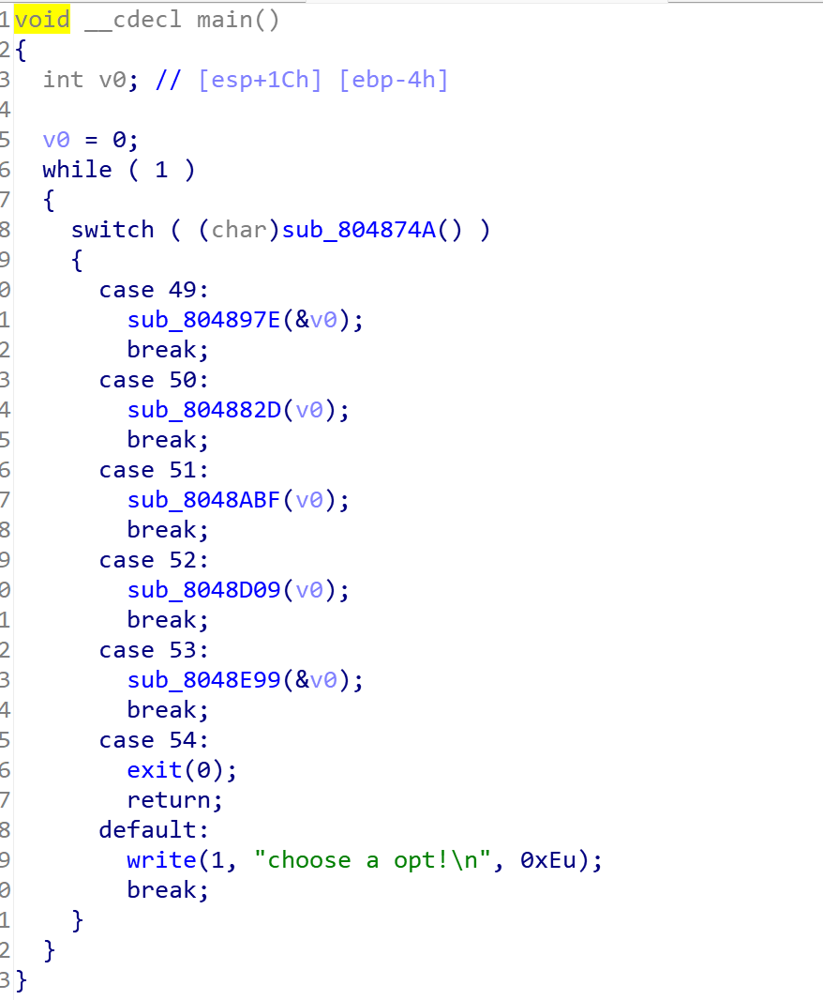 1 void __cdecl main()
2 {
3   int v0; // [esp+1Ch] [ebp-4h]
4
5   v0 = 0;
6   while ( 1 )
7   {
8     switch ( (char)sub_804874A() )
9     {
0       case 49:
1         sub_804897E(&v0);
2         break;
3       case 50:
4         sub_804882D(v0);
5         break;
6       case 51:
7         sub_8048ABF(v0);
8         break;
9       case 52:
0         sub_8048D09(v0);
1         break;
2       case 53:
3         sub_8048E99(&v0);
4         break;
5       case 54:
6         exit(0);
7         return;
8       default:
9         write(1, "choose a opt!\n", 0xEu);
0         break;
1     }
2   }
3 }